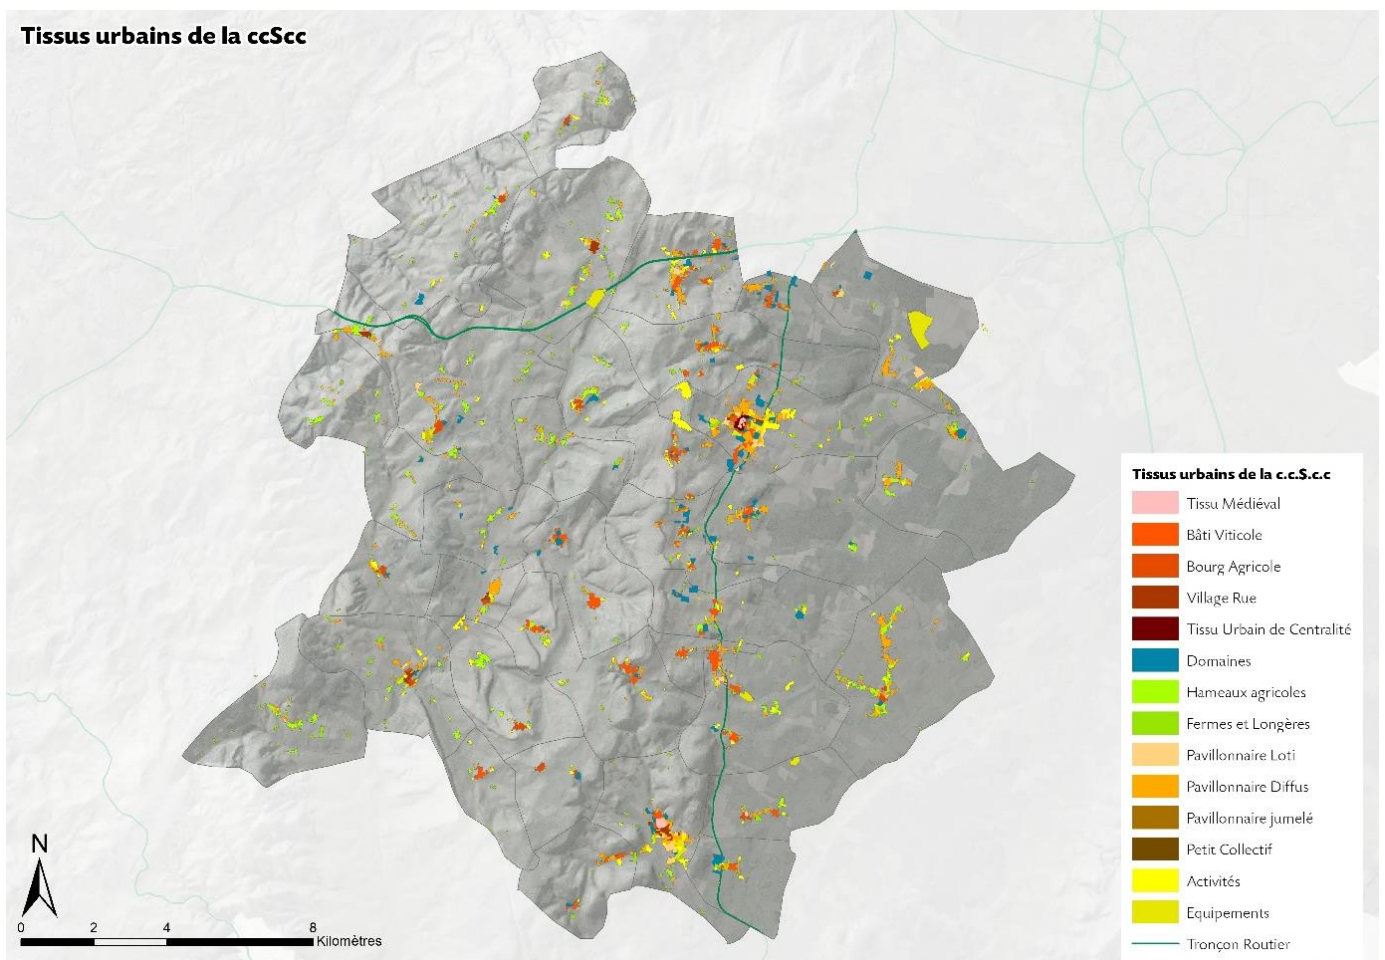 Tissus urbains de la ccScc
Tissus urbains de la c.c.S.c.c
Tissu Médiéval
Bâti Viticole
Bourg Agricole
Village Rue
Tissu Urbain de Centralité
Domaines
Hameaux agricoles
Fermes et Longères
Pavillonnaire Loti
Pavillonnaire Diffus
Pavillonnaire jumelé
Petit Collectif
Activités
Equipements
Tronçon Routier
N
0 2 4 8
Kilomètres